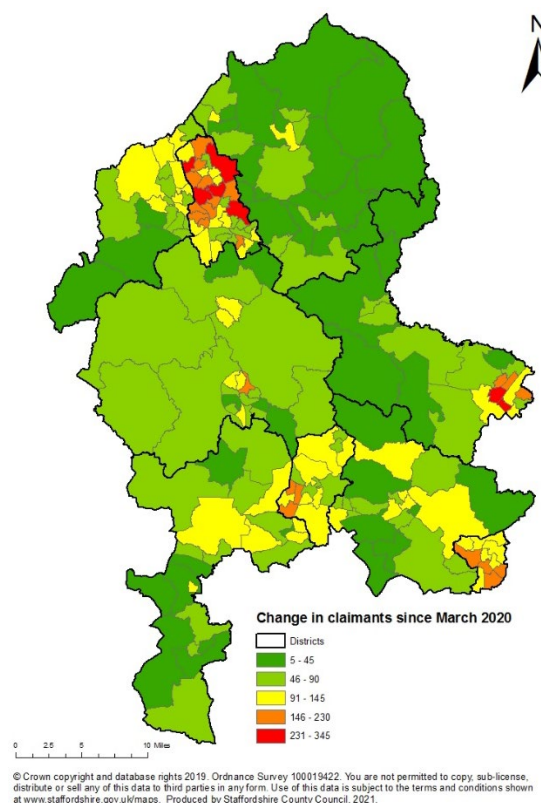 N
Change in claimants since March 2020
Districts
5 - 45
46 - 90
91 - 145
146 - 230
231 - 345
0 2.5 5 10 Miles
© Crown copyright and database rights 2019. Ordnance Survey 100019422. You are not permitted to copy, sub-license,
distribute or sell any of this data to third parties in any form. Use of this data is subject to the terms and conditions shown
at www.staffordshire.gov.uk/maps. Produced by Staffordshire County Council, 2021.